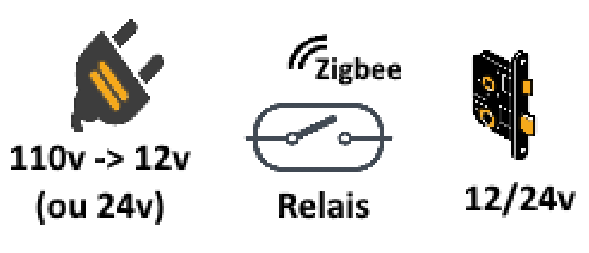 Zigbee
110v -> 12v
(ou 24v)
Relais
12/24v